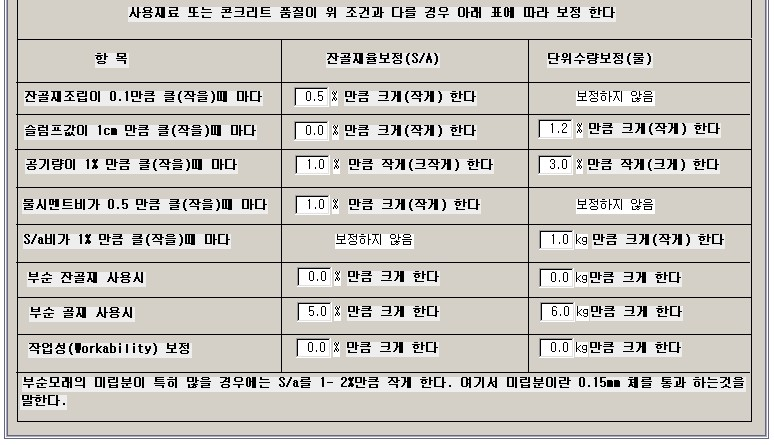 사용재료 또는 콘크리트 품질이 위 조건과 다를 경우 아래 표에 따라 보정 한다
항 목 잔골재율보정(S/A) 단위수량보정(물)
잔골재조립이 0.1만큼 클(작을)때 마다 0.5 % 만큼 크게(작게) 한다 보정하지 않음
슬럼프값이 1cm 만큼 클(작을)때 마다 0.0 % 만큼 크게(작게) 한다 1.2 % 만큼 크게(작게) 한다
공기량이 1% 만큼 클(작을)때 마다 1.0 % 만큼 작게(크작게) 한다 3.0 % 만큼 작게(크게) 한다
물시멘트비가 0.5 만큼 클(작을)때 마다 1.0 % 만큼 크게(작게) 한다 보정하지 않음
S/a비가 1% 만큼 클(작을)때 마다 보정하지 않음 1.0 kg 만큼 크게(작게) 한다
부순 잔골재 사용시 0.0 % 만큼 크게 한다 0.0 kg만큼 크게 한다
부순 골재 사용시 5.0 % 만큼 크게 한다 6.0 kg만큼 크게 한다
작업성(Workability) 보정 0.0 % 만큼 크게 한다 0.0 kg만큼 크게 한다
부순모래의 미립분이 특히 많을 경우에는 S/a를 1- 2%만큼 작게 한다. 여기서 미립분이란 0.15mm 체를 통과 하는것을
말한다.